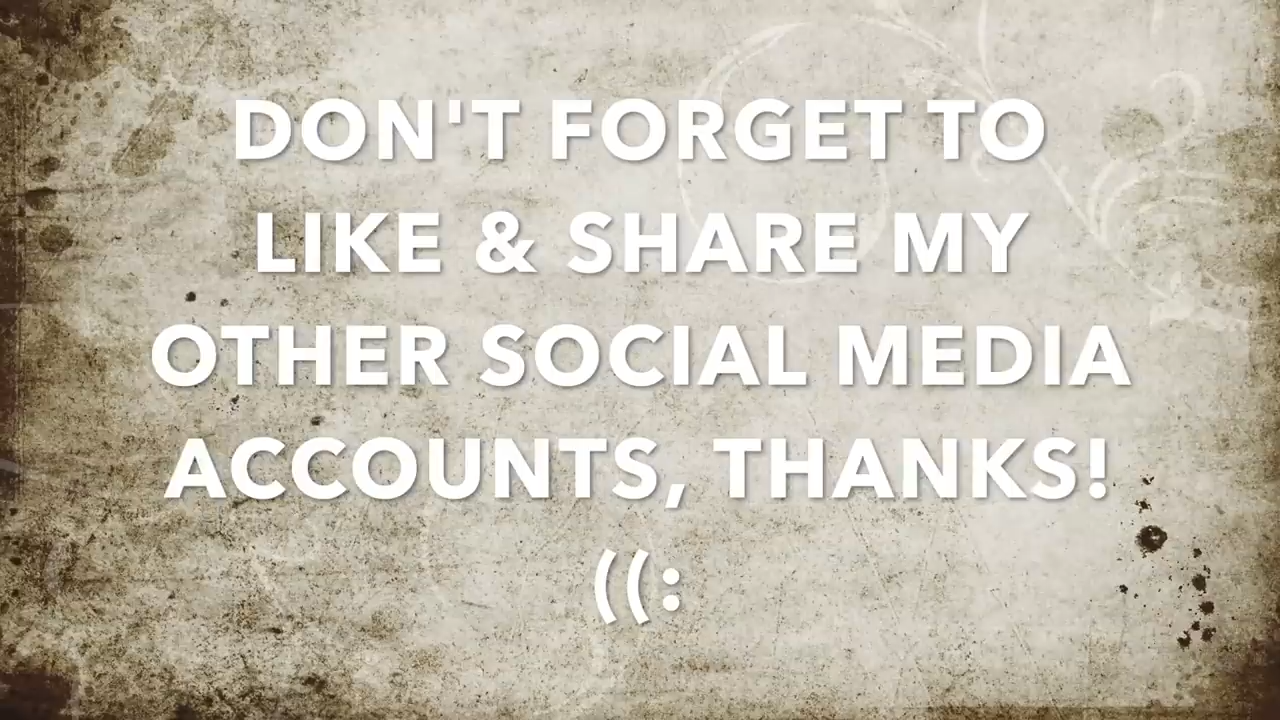 DON'T FORGET TO
LIKE & SHARE MY
OTHER SOCIAL MEDIA
ACCOUNTS, THANKS!
((: